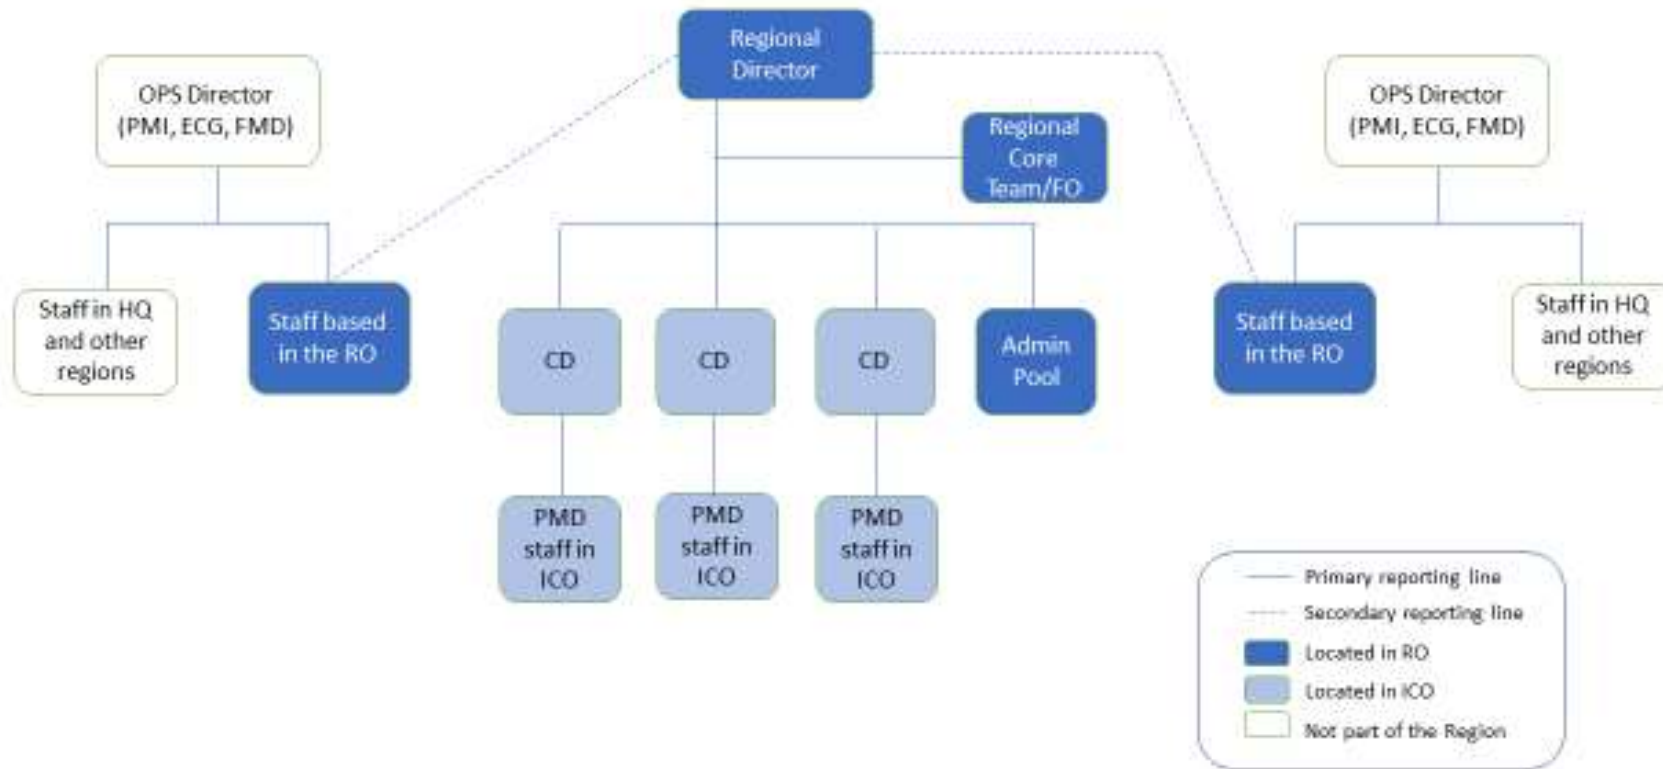 Regional
Director
OPS Director
(PMI, ECG, FMD)
OPS Director
(PMI, ECG, FMD)
Regional
Core
Team/FO
Staff in HQ
and other
regions
Staff based
in the RO
CD
CD
CD
Admin
Pool
Staff based
in the RO
Staff in HQ
and other
regions
PMD
staff in
ICO
PMD
staff in
ICO
PMD
staff in
ICO
Primary reporting line
Secondary reporting line
Located in RO
Located in ICO
Not part of the Region